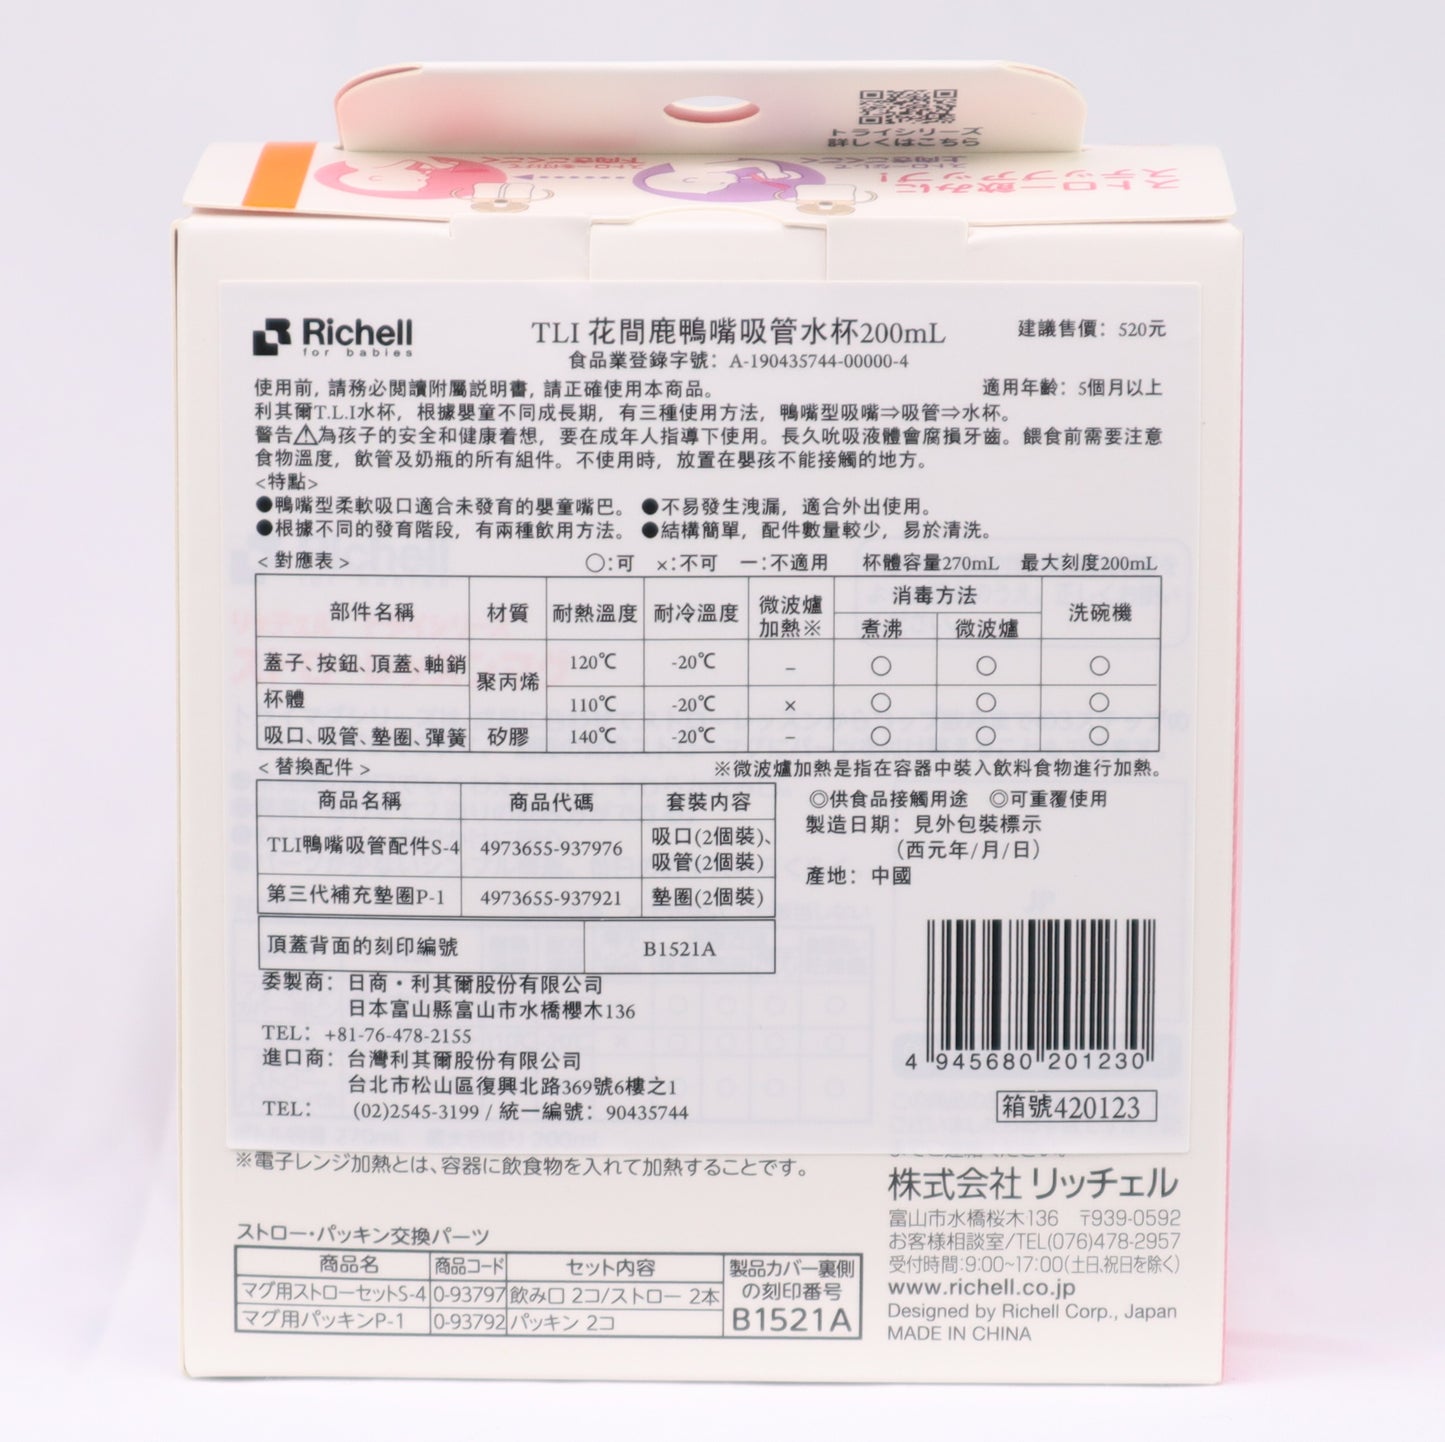 トライシリーズ
詳しくはこちら
ストロー飲みに
ステップアップ!
Richell
for babies
TLI 花間鹿鴨嘴吸管水杯200mL
建議售價：520元
食品業登錄字號：A-190435744-00000-4
使用前，請務必閱讀附屬説明書，請正確使用本商品。
適用年齡：5個月以上
利其爾T.L.I水杯，根據嬰童不同成長期，有三種使用方法，鴨嘴型吸嘴⇒吸管⇒水杯。
警告⚠為孩子的安全和健康着想，要在成年人指導下使用。長久吮吸液體會腐損牙齒。餵食前需要注意
食物溫度，飲管及奶瓶的所有組件。不使用時，放置在嬰孩不能接觸的地方。
<特點>
●鴨嘴型柔軟吸口適合未發育的嬰童嘴巴。 ●不易發生洩漏，適合外出使用。
●根據不同的發育階段，有兩種飲用方法。 ●結構簡單，配件數量較少，易於清洗。
<對應表> ○:可 ×:不可 ー:不適用 杯體容量270mL 最大刻度200mL
部件名稱 材質 耐熱溫度 耐冷溫度 微波爐加熱※ 消毒方法 洗碗機
煮沸 微波爐
蓋子、按鈕、頂蓋、軸銷 聚丙烯 120℃ -20℃ – ○ ○ ○
杯體 110℃ -20℃ × ○ ○ ○
吸口、吸管、墊圈、彈簧 矽膠 140℃ -20℃ – ○ ○ ○
<替換配件> ※微波爐加熱是指在容器中裝入飲料食物進行加熱。
商品名稱 商品代碼 套裝内容
TLI鴨嘴吸管配件S-4 4973655-937976 吸口(2個裝)、
吸管(2個裝)
第三代補充墊圈P-1 4973655-937921 墊圈(2個裝)
頂蓋背面的刻印編號 B1521A
◎供食品接觸用途 ◎可重覆使用
製造日期：見外包裝標示
（西元年/月/日）
產地：中國
委製商：日商・利其爾股份有限公司
日本富山縣富山市水橋櫻木136
TEL：+81-76-478-2155
進口商：台灣利其爾股份有限公司
台北市松山區復興北路369號6樓之1
TEL： (02)2545-3199 / 統一編號：90435744
4 945680 201230
箱號420123
※電子レンジ加熱とは、容器に飲食物を入れて加熱することです。
ストロー・パッキン交換パーツ
商品名 商品コード セット内容 製品カバー裏側
の刻印番号
マグ用ストローセットS-4 0-93797 飲み口 2コ/ストロー 2本
マグ用パッキンP-1 0-93792 パッキン 2コ B1521A
株式会社 リッチェル
富山市水橋桜木136 〒939-0592
お客様相談室/TEL(076)478-2957
受付時間:9:00~17:00(土日、祝日を除く)
www.richell.co.jp
Designed by Richell Corp., Japan
MADE IN CHINA